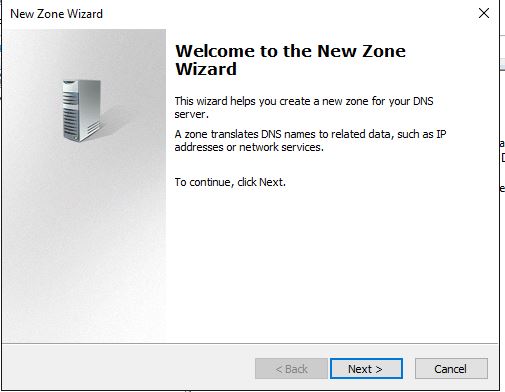 New Zone Wizard
Welcome to the New Zone
Wizard
This wizard helps you create a new zone for your DNS
server.
A zone translates DNS names to related data, such as IP
addresses or network services.
To continue, click Next.
< Back
Next >
Cancel